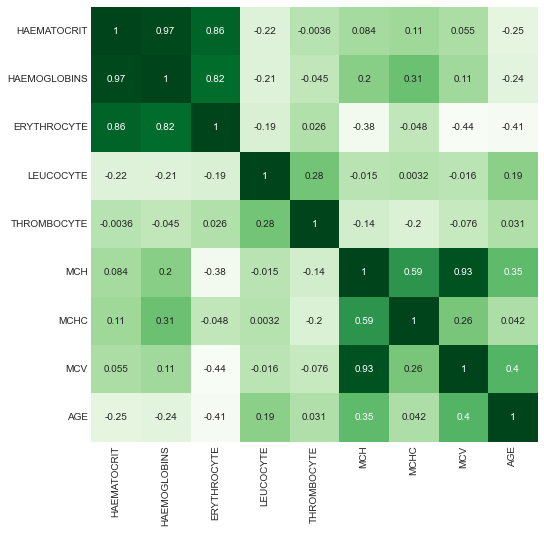 HAEMATOCRIT 1 0.97 0.86 -0.22 -0.0036 0.084 0.11 0.055 -0.25
HAEMOGLOBINS 0.97 1 0.82 -0.21 -0.045 0.2 0.31 0.11 -0.24
ERYTHROCYTE 0.86 0.82 1 -0.19 0.026 -0.38 -0.048 -0.44 -0.41
LEUCOCYTE -0.22 -0.21 -0.19 1 0.28 -0.015 0.0032 -0.016 0.19
THROMBOCYTE -0.0036 -0.045 0.026 0.28 1 -0.14 -0.2 -0.076 0.031
MCH 0.084 0.2 -0.38 -0.015 -0.14 1 0.59 0.93 0.35
MCHC 0.11 0.31 -0.048 0.0032 -0.2 0.59 1 0.26 0.042
MCV 0.055 0.11 -0.44 -0.016 -0.076 0.93 0.26 1 0.4
AGE -0.25 -0.24 -0.41 0.19 0.031 0.35 0.042 0.4 1
HAEMATOCRIT
HAEMOGLOBINS
ERYTHROCYTE
LEUCOCYTE
THROMBOCYTE
MCH
MCHC
MCV
AGE